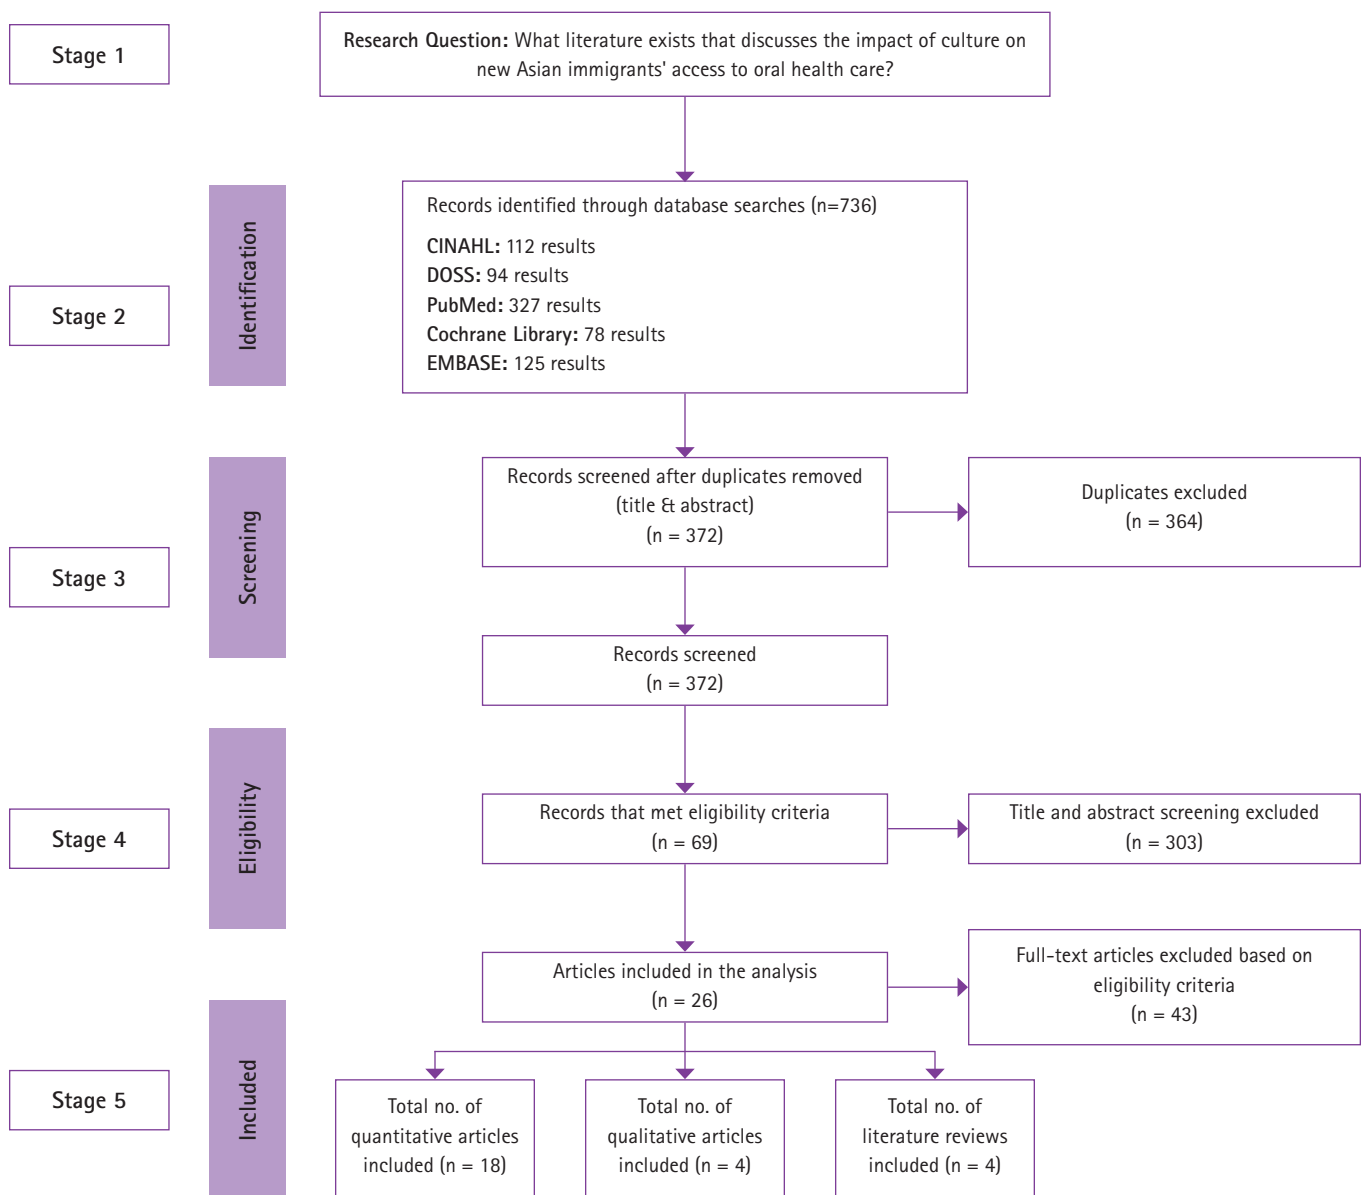 Stage 1
Research Question: What literature exists that discusses the impact of culture on
new Asian immigrants' access to oral health care?
Stage 2
Identification
Records identified through database searches (n=736)
CINAHL: 112 results
DOSS: 94 results
PubMed: 327 results
Cochrane Library: 78 results
EMBASE: 125 results
Stage 3
Screening
Records screened after duplicates removed
(title & abstract)
(n = 372)
Duplicates excluded
(n = 364)
Records screened
(n = 372)
Stage 4
Eligibility
Records that met eligibility criteria
(n = 69)
Title and abstract screening excluded
(n = 303)
Articles included in the analysis
(n = 26)
Full-text articles excluded based on
eligibility criteria
(n = 43)
Stage 5
Included
Total no. of
quantitative articles
included (n = 18)
Total no. of
qualitative articles
included (n = 4)
Total no. of
literature reviews
included (n = 4)